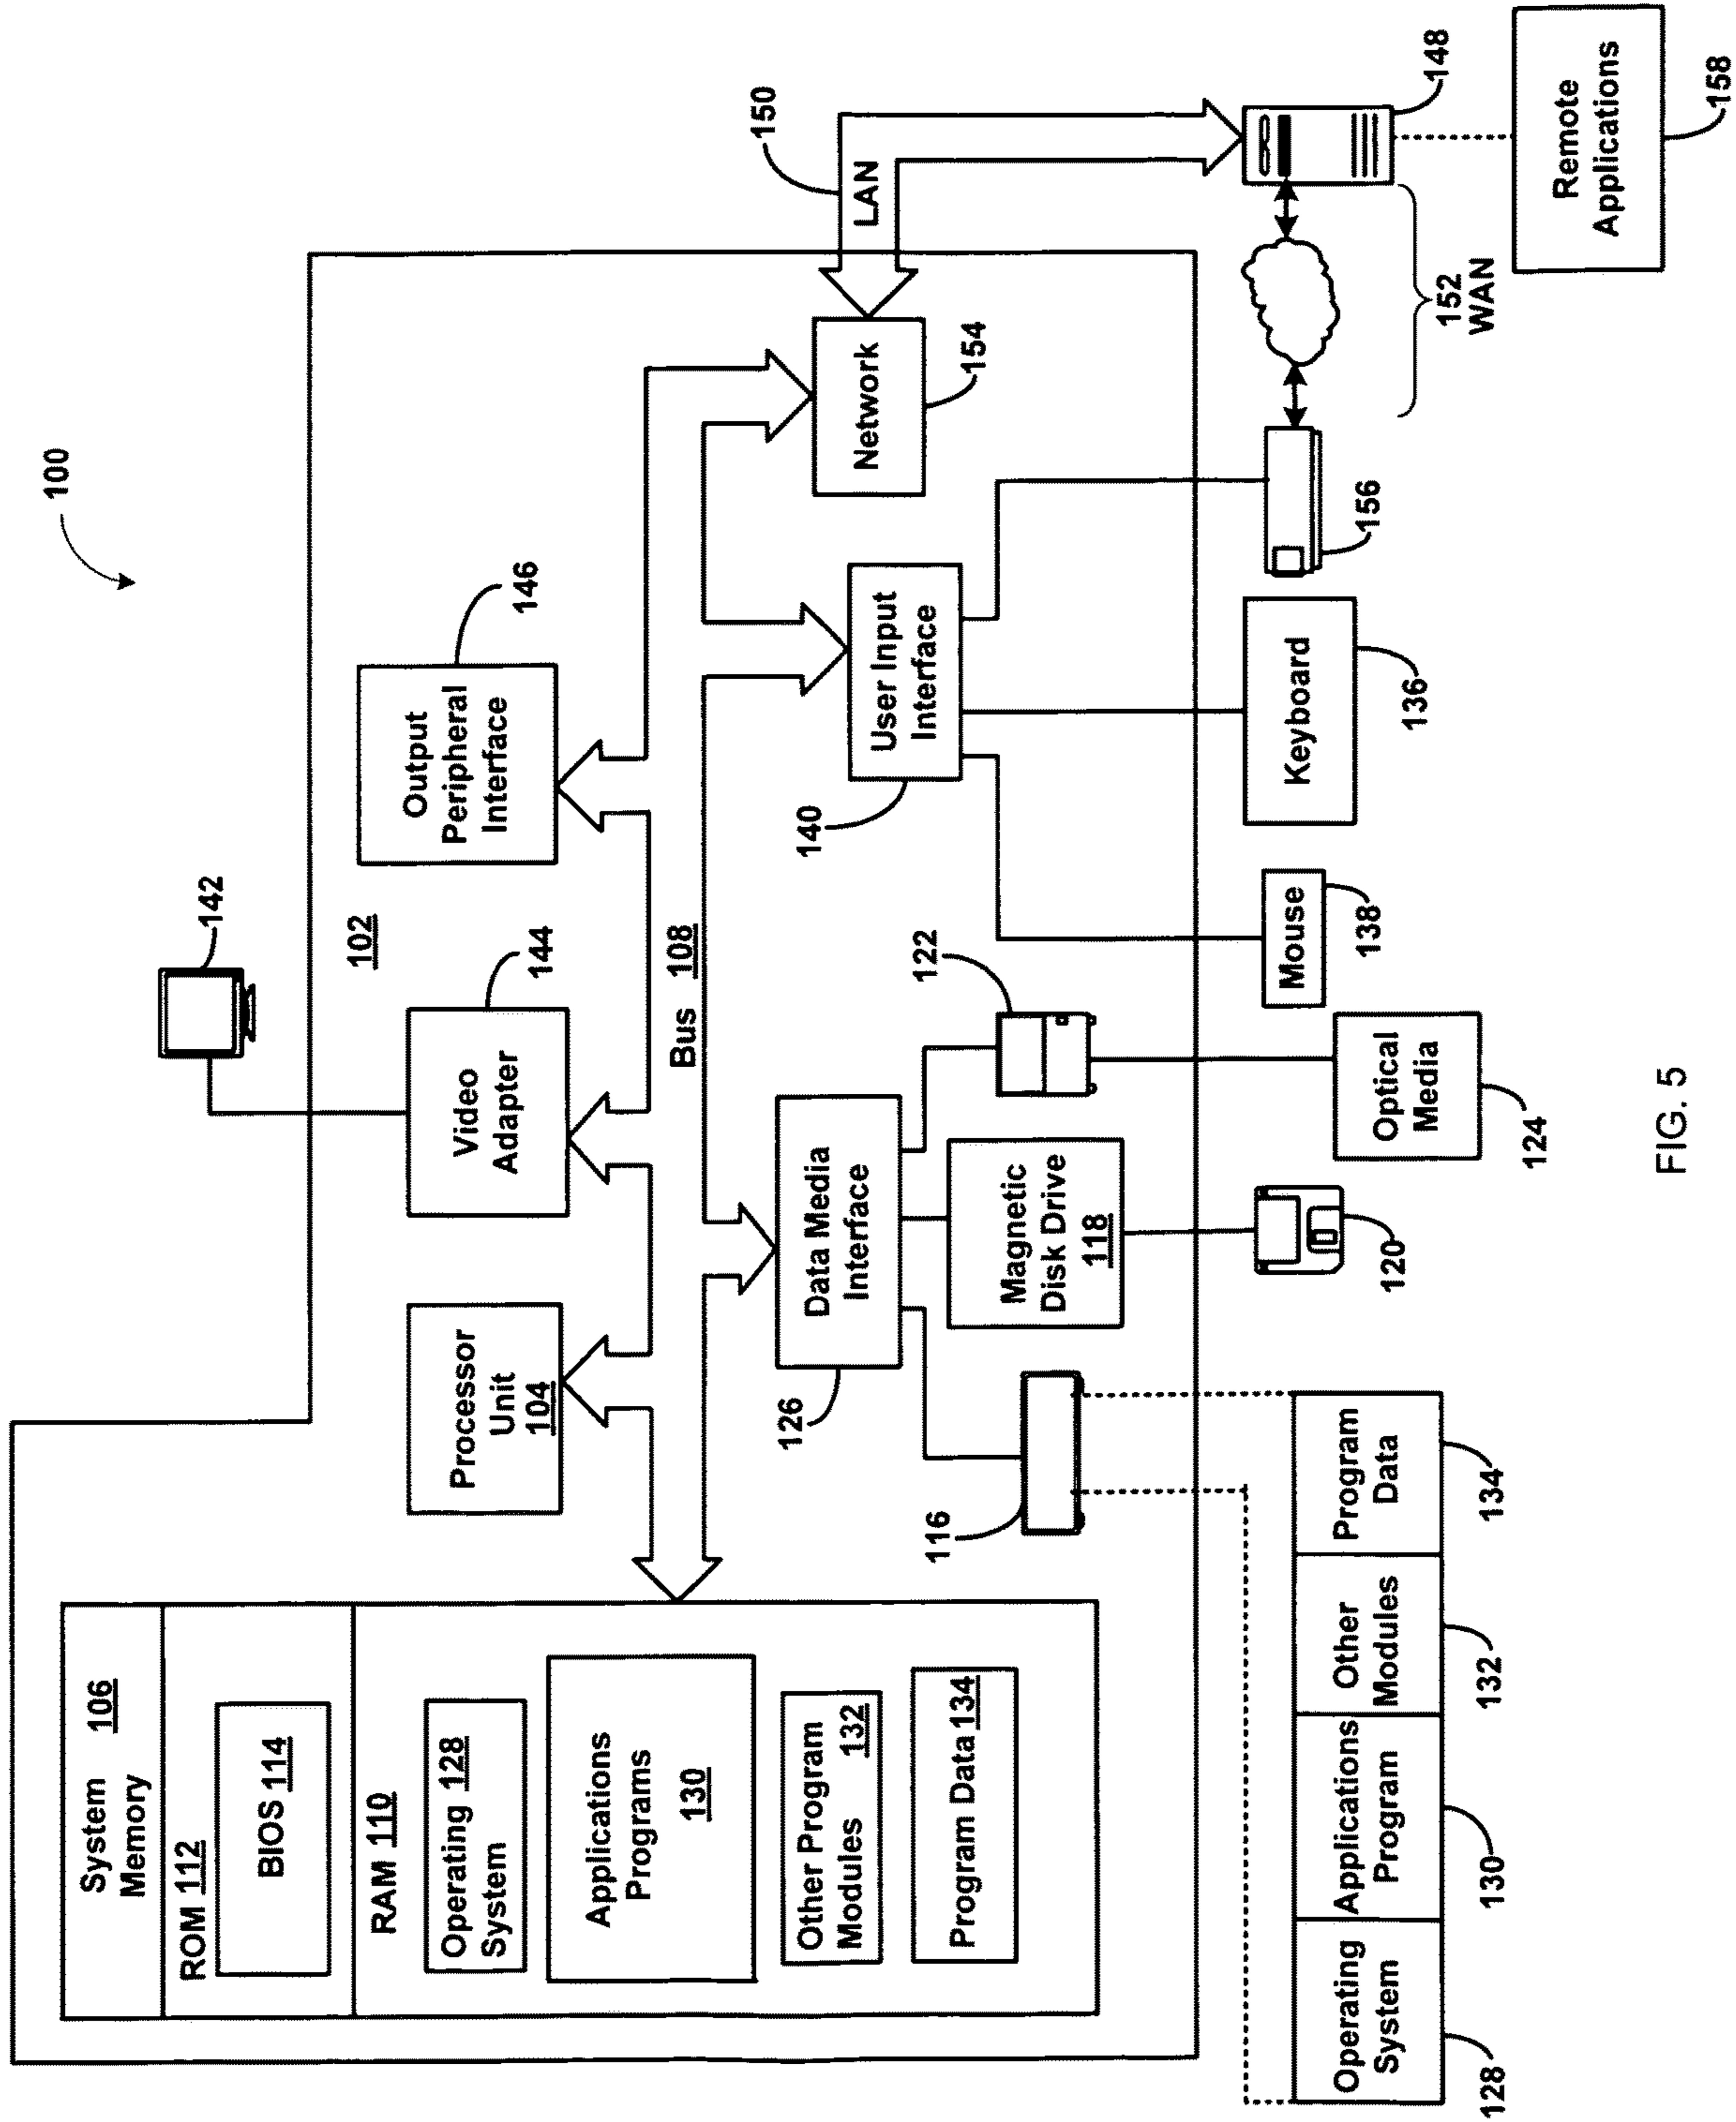 100
142
System
Memory
106
ROM 112
BIOS 114
RAM 110
Operating 128
System
Applications
Programs
130
Other Program
Modules 132
Program Data 134
Processor
Unit
104
Video
Adapter
144
102
Output
Peripheral
Interface
146
Bus 108
Data Media
Interface
126
User Input
Interface
140
Network
154
LAN
150
116
Magnetic
Disk Drive
118
122
120
Optical
Media
124
Mouse
138
Keyboard
136
156
152
WAN
148
Remote
Applications
158
Operating
System
128
Applications
Program
130
Other
Modules
132
Program
Data
134
FIG. 5